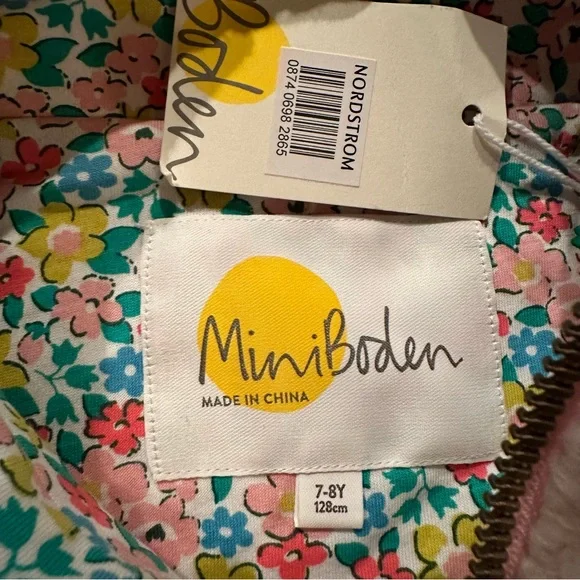 Boden
NORDSTROM
0874 0698 2865
MiniBoden
MADE IN CHINA
7-8Y
128cm